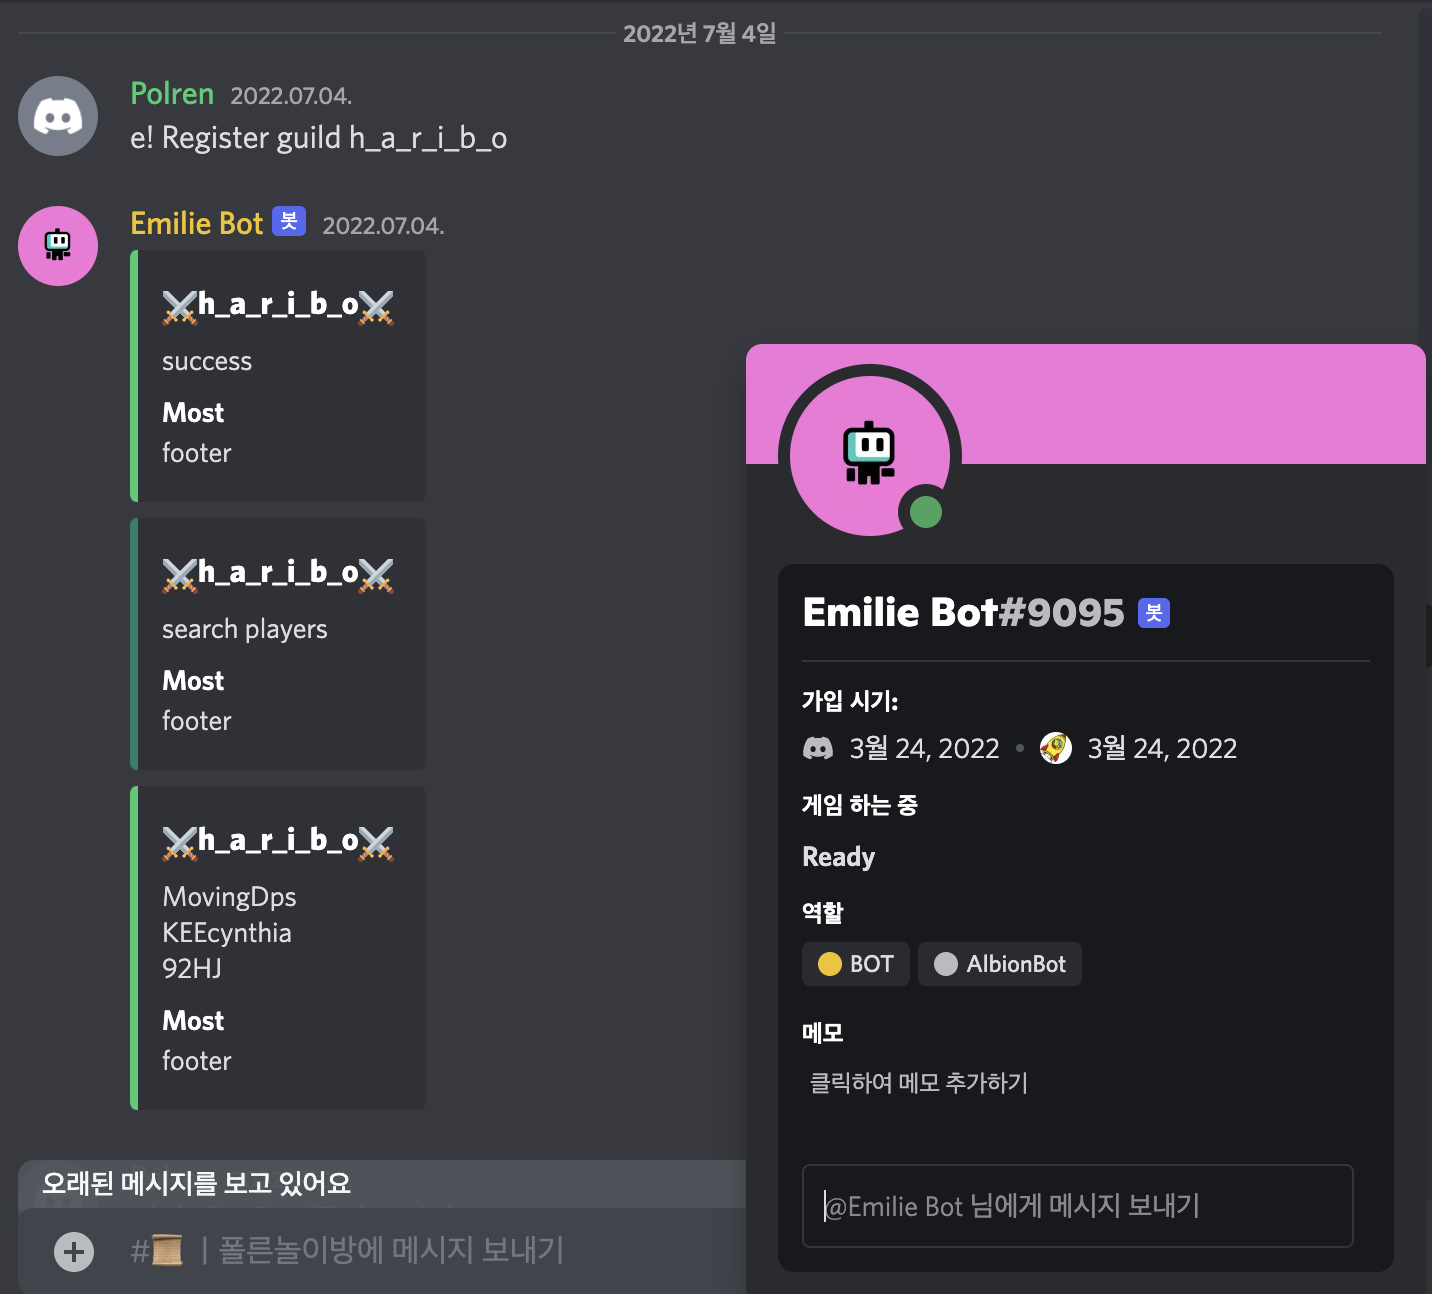 2022년 7월 4일
Polren 2022.07.04.
e! Register guild h_a_r_i_b_o
Emilie Bot 봇 2022.07.04.
⚔️h_a_r_i_b_o⚔️
success
Most
footer
⚔️h_a_r_i_b_o⚔️
search players
Most
footer
⚔️h_a_r_i_b_o⚔️
MovingDps
KEEcynthia
92HJ
Most
footer
오래된 메시지를 보고 있어요
#📜 | 폴른놀이방에 메시지 보내기
Emilie Bot#9095 봇
가입 시기:
3월 24, 2022 • 3월 24, 2022
게임 하는 중
Ready
역할
BOT AlbionBot
메모
클릭하여 메모 추가하기
@Emilie Bot 님에게 메시지 보내기